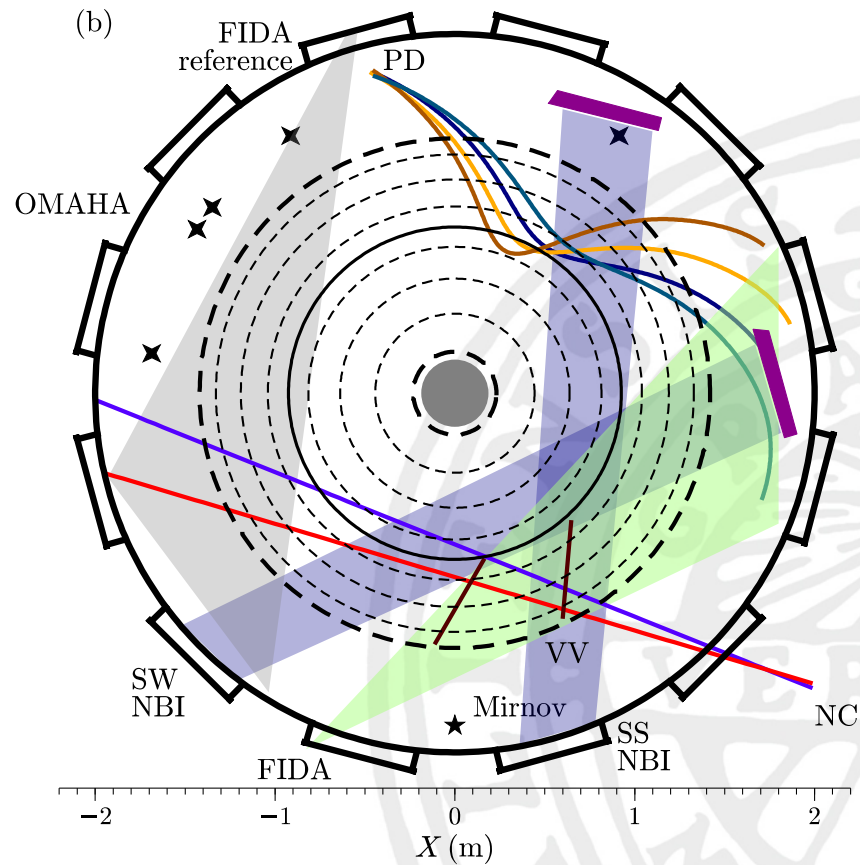 (b)
FIDA
reference
PD
OMAHA
VV
SW
NBI
Mirnov
NC
SS
NBI
FIDA
−2
−1
0
1
2
X (m)